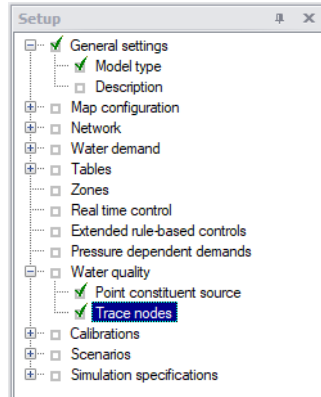 Setup
General settings
Model type
Description
Map configuration
Network
Water demand
Tables
Zones
Real time control
Extended rule-based controls
Pressure dependent demands
Water quality
Point constituent source
Trace nodes
Calibrations
Scenarios
Simulation specifications